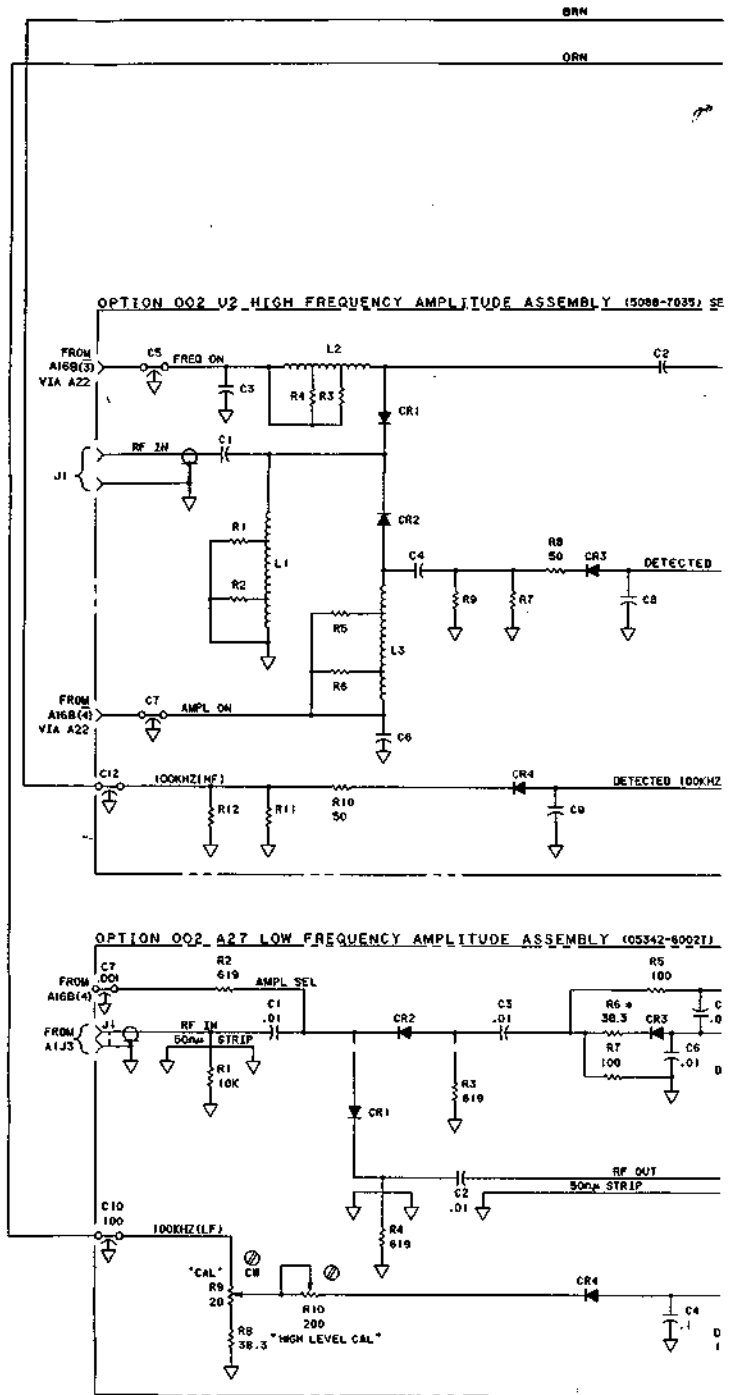 BRN
ORN
OPTION 002 U2 HIGH FREQUENCY AMPLITUDE ASSEMBLY (5088-7035) SE
FROM
A16B(3)
VIA A22
C5
FREQ ON
C3
L2
R4
R3
C2
CR1
J1
RF IN
C1
CR2
R1
L1
R2
C4
R8
50
CR3
DETECTED
R9
R7
C8
R5
L3
R6
FROM
A16B(4)
VIA A22
C7
AMPL ON
C6
C12
100KHZ(HF)
R12
R11
R10
50
CR4
C9
DETECTED 100KHZ
OPTION 002 A27 LOW FREQUENCY AMPLITUDE ASSEMBLY (05342-60027)
C7
.001
FROM
A16B(4)
R2
619
AMPL SEL
R5
100
FROM
A1J3
J1
RF IN
50nµ STRIP
C1
.01
CR2
C3
.01
R6 *
38.3
CR3
R7
100
C6
.01
R1
10K
CR1
R3
619
D
RF OUT
50nµ STRIP
C2
.01
R4
619
C10
100
100KHZ(LF)
"CAL"
R9
20
CW
R10
200
"HIGH LEVEL CAL"
R8
38.3
CR4
C4
.1
D